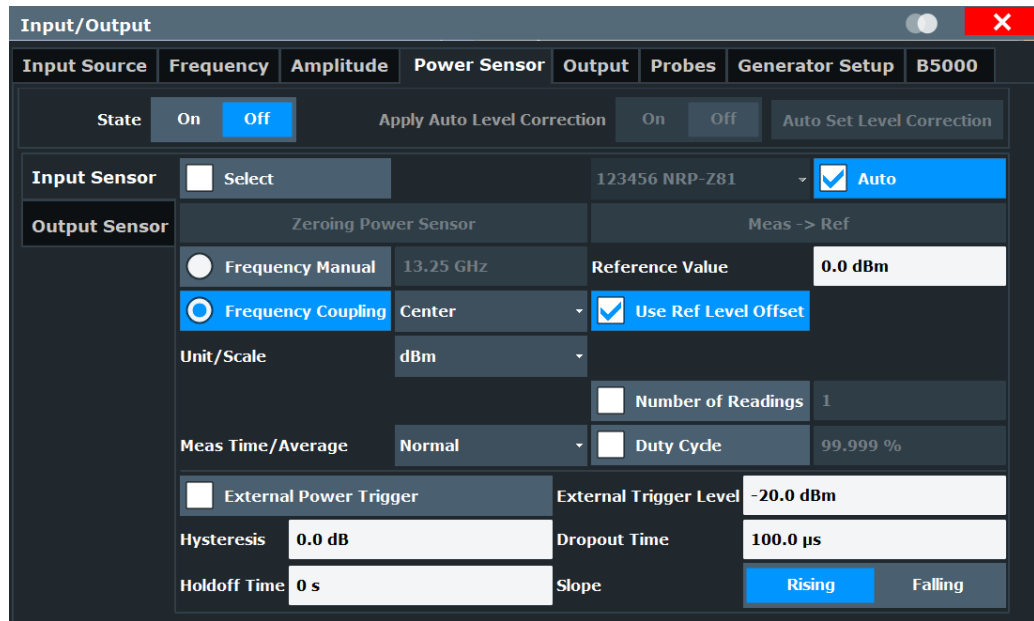 Input/Output
Input Source Frequency Amplitude Power Sensor Output Probes Generator Setup B5000
State On Off Apply Auto Level Correction On Off Auto Set Level Correction
Input Sensor Select 123456 NRP-Z81 Auto
Output Sensor Zeroing Power Sensor Meas -> Ref
Frequency Manual 13.25 GHz Reference Value 0.0 dBm
Frequency Coupling Center Use Ref Level Offset
Unit/Scale dBm
Number of Readings 1
Meas Time/Average Normal Duty Cycle 99.999 %
External Power Trigger External Trigger Level -20.0 dBm
Hysteresis 0.0 dB Dropout Time 100.0 µs
Holdoff Time 0 s Slope Rising Falling